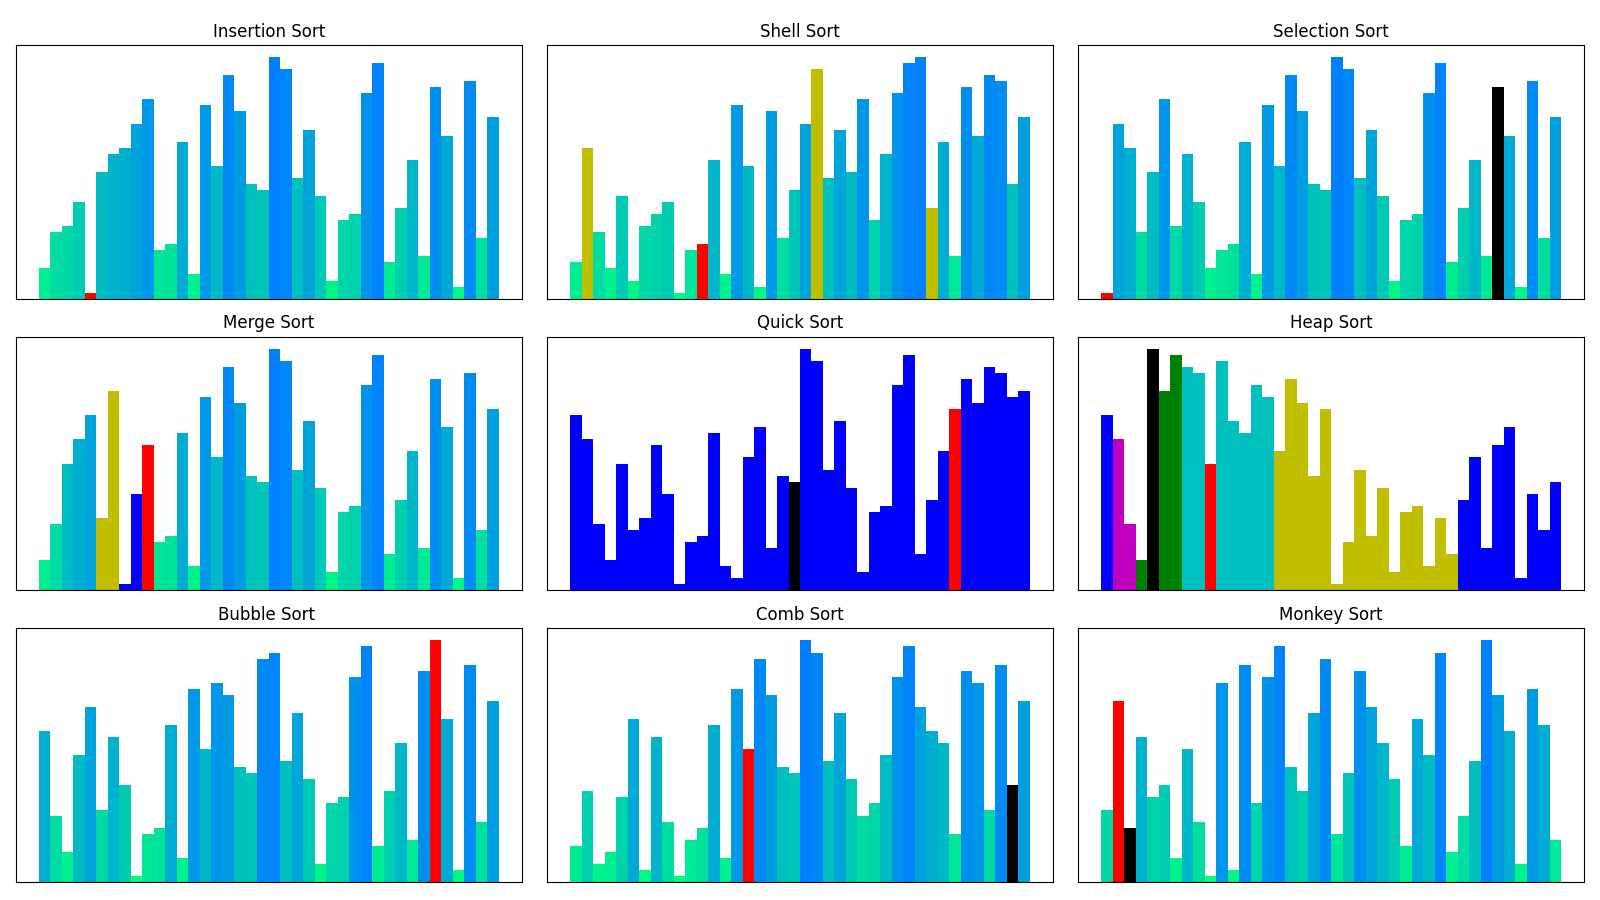 Insertion Sort
Shell Sort
Selection Sort
Merge Sort
Quick Sort
Heap Sort
Bubble Sort
Comb Sort
Monkey Sort